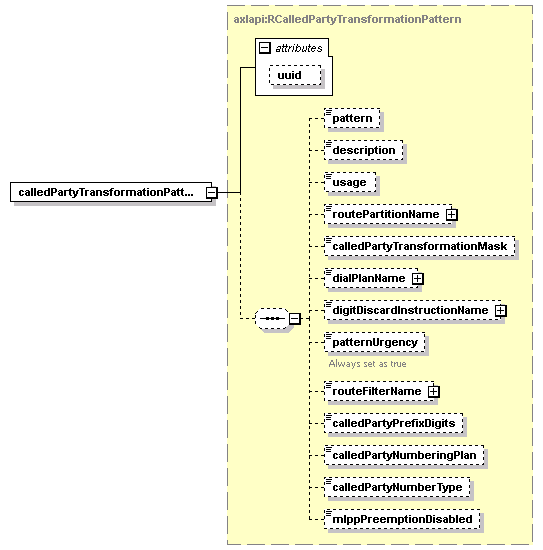 axlapi:RCalledPartyTransformationPattern
attributes
uuid
pattern
description
usage
calledPartyTransformationPatt...
routePartitionName
calledPartyTransformationMask
dialPlanName
digitDiscardInstructionName
patternUrgency
Always set as true
routeFilterName
calledPartyPrefixDigits
calledPartyNumberingPlan
calledPartyNumberType
mlppPreemptionDisabled